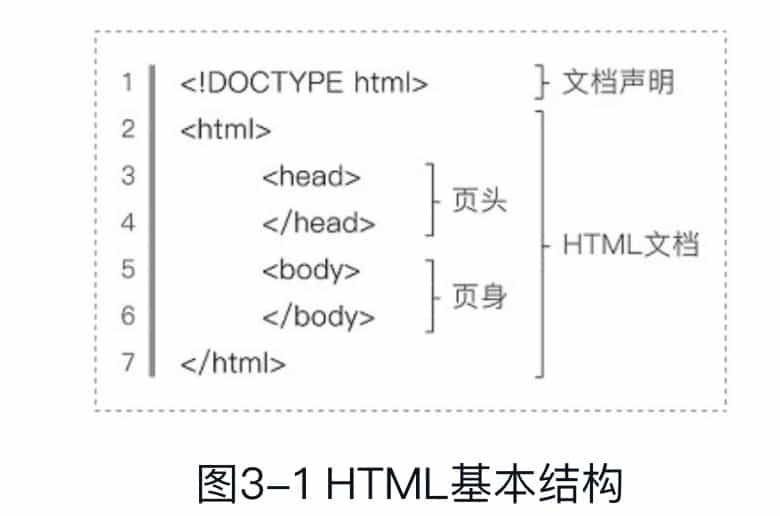 1 <!DOCTYPE html> 文档声明
2 <html>
3 <head>
页头
4 </head>
HTML文档
5 <body>
页身
6 </body>
7 </html>
图3-1 HTML基本结构